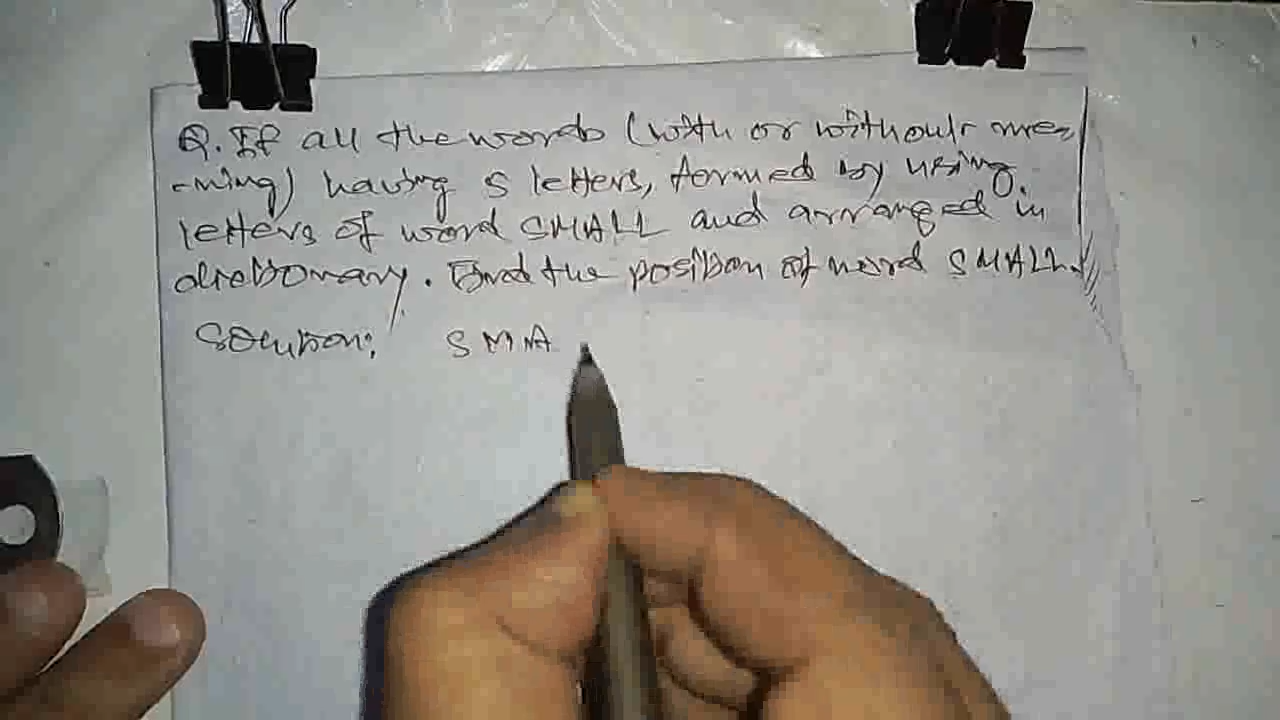 Q. If all the words (with or without mea,
-ning) having 5 letters, formed by using
letters of word SMALL and arranged in
dictionary. Find the position of word SMALL.
Solution: SMA